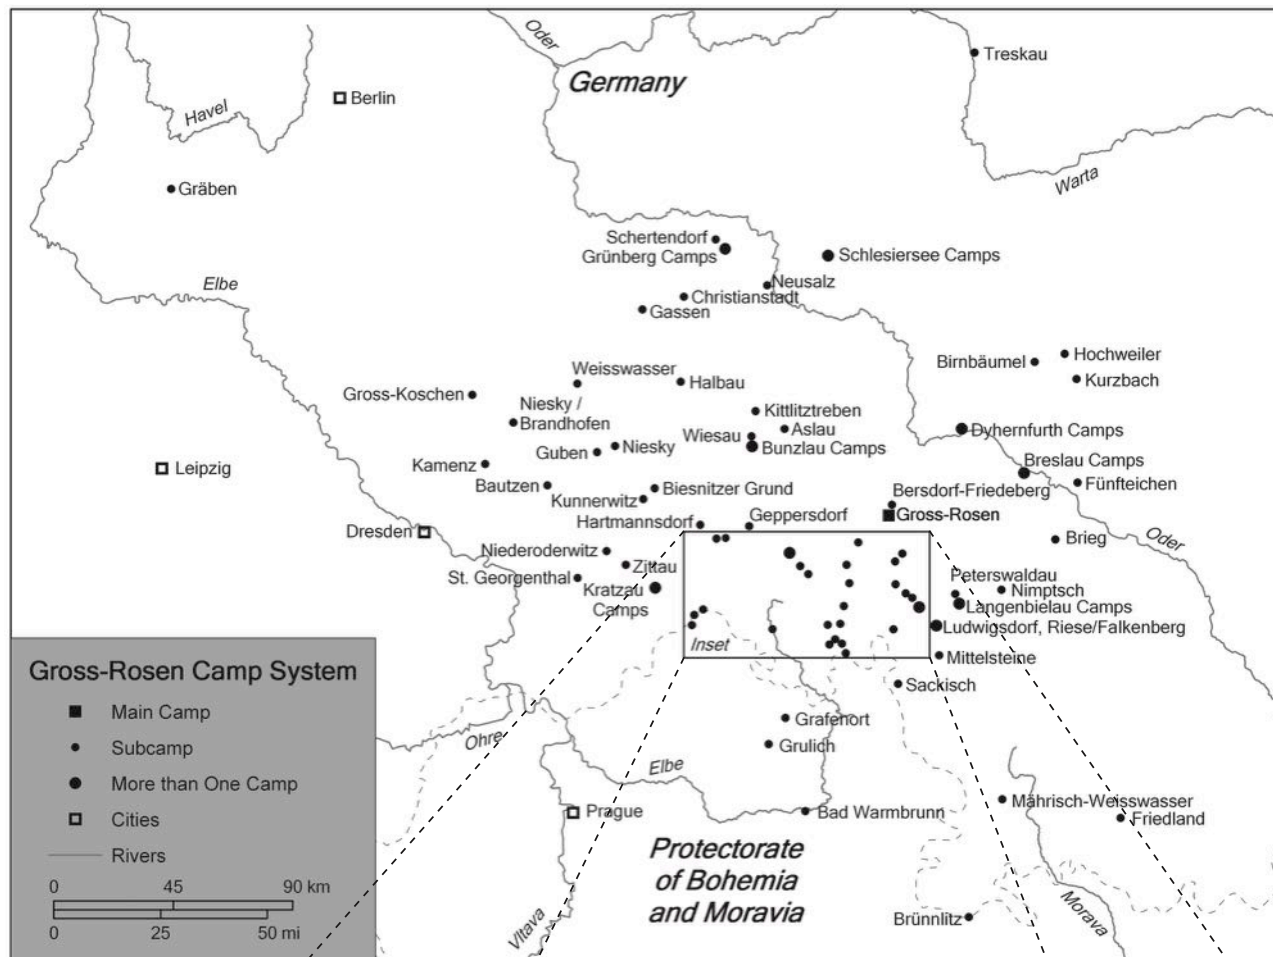 Oder
Germany
Treskau
Berlin
Havel
Warta
Gräben
Schertendorf
Grünberg Camps
Schlesiersee Camps
Elbe
Neusalz
Christianstadt
Gassen
Hochweiler
Birnbäumel
Kurzbach
Weisswasser
Halbau
Gross-Koschen
Niesky /
Brandhofen
Kittlitztreben
Aslau
Wiesau
Bunzlau Camps
Dyhernfurth Camps
Guben
Niesky
Kamenz
Leipzig
Breslau Camps
Fünfteichen
Bautzen
Biesnitzer Grund
Kunnerwitz
Bersdorf-Friedeberg
Gross-Rosen
Hartmannsdorf
Geppersdorf
Dresden
Brieg
Oder
Niederoderwitz
Zittau
St. Georgenthal
Kratzau
Camps
Peterswaldau
Nimptsch
Langenbielau Camps
Ludwigsdorf, Riese/Falkenberg
Inset
Mittelsteine
Sackisch
Grafenort
Grulich
Ohre
Elbe
Prague
Bad Warmbrunn
Mährisch-Weisswasser
Friedland
Protectorate
of Bohemia
and Moravia
Vltava
Brünnlitz
Morava
Gross-Rosen Camp System
Main Camp
Subcamp
More than One Camp
Cities
Rivers
0 45 90 km
0 25 50 mi